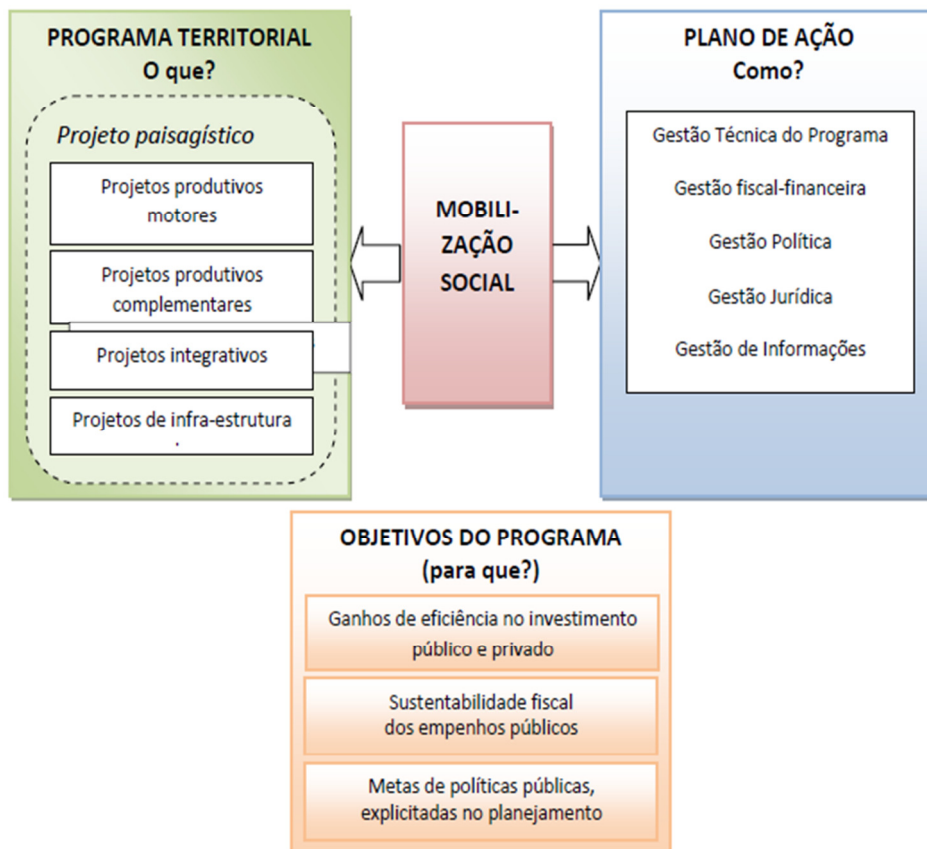 PROGRAMA TERRITORIAL
O que?
Projeto paisagístico
Projetos produtivos
motores
Projetos produtivos
complementares
Projetos integrativos
Projetos de infra-estrutura
.
MOBILI-
ZAÇÃO
SOCIAL
PLANO DE AÇÃO
Como?
Gestão Técnica do Programa
Gestão fiscal-financeira
Gestão Política
Gestão Jurídica
Gestão de Informações
OBJETIVOS DO PROGRAMA
(para que?)
Ganhos de eficiência no investimento
público e privado
Sustentabilidade fiscal
dos empenhos públicos
Metas de políticas públicas,
explicitadas no planejamento